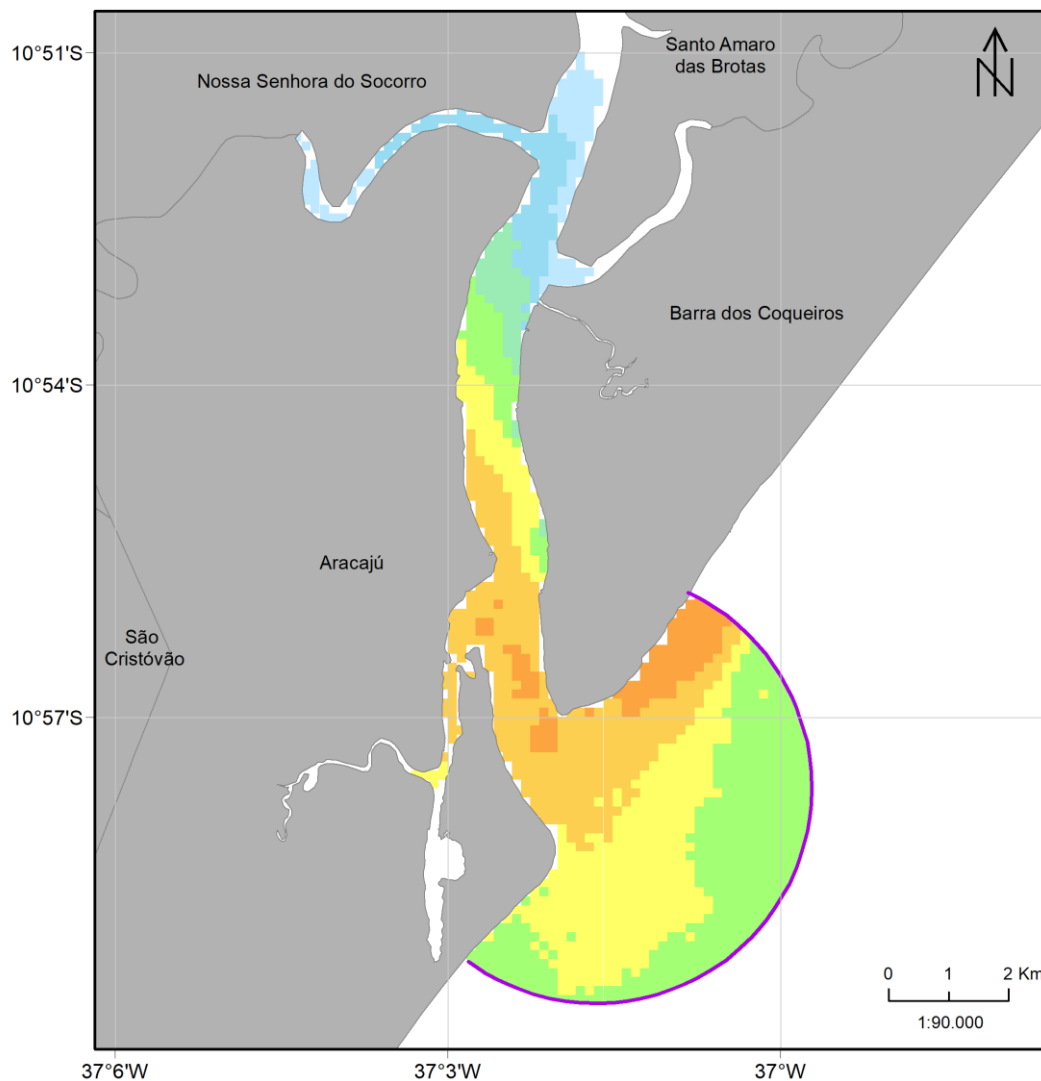 10°51'S
Nossa Senhora do Socorro
Santo Amaro
das Brotas
N
Barra dos Coqueiros
10°54'S
Aracajú
São
Cristóvão
10°57'S
0 1 2 Km
1:90.000
37°6'W
37°3'W
37°W